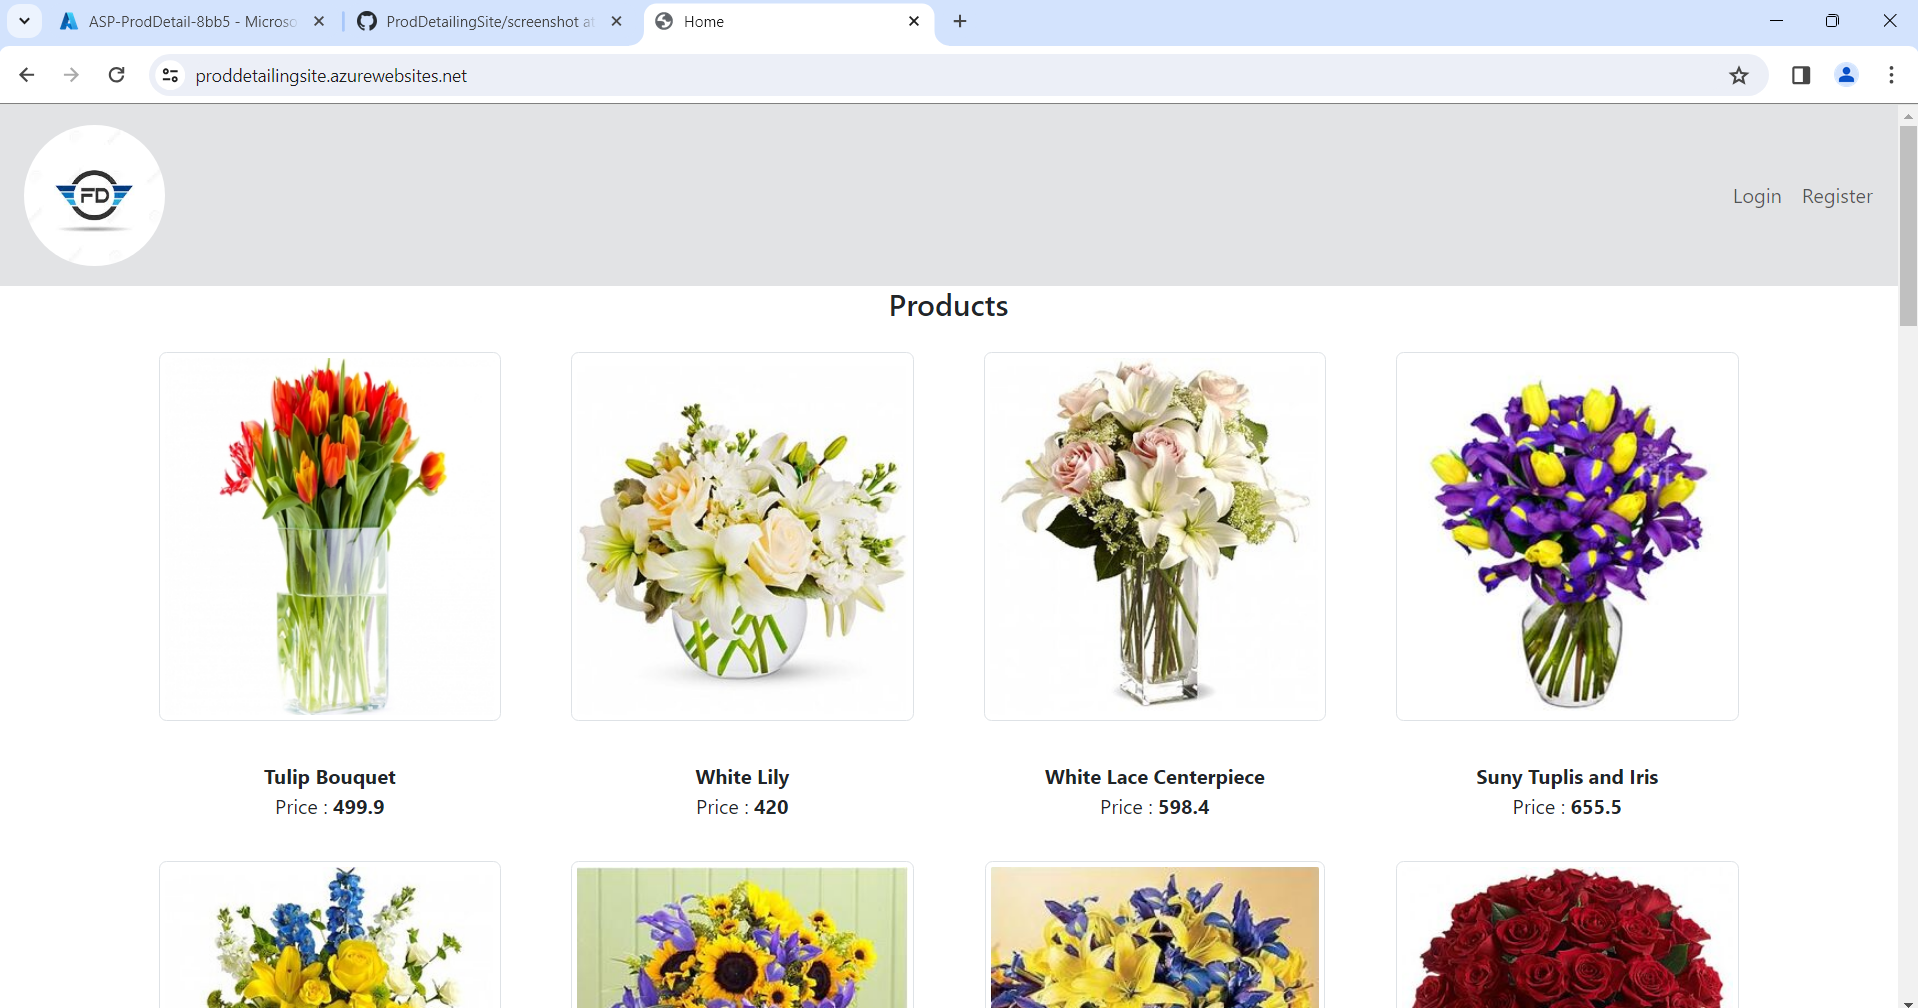 ASP-ProdDetail-8bb5 - Microso
ProdDetailingSite/screenshot at
Home
proddetailingsite.azurewebsites.net
FD
Login Register
Products
Tulip Bouquet
Price : 499.9
White Lily
Price : 420
White Lace Centerpiece
Price : 598.4
Suny Tuplis and Iris
Price : 655.5